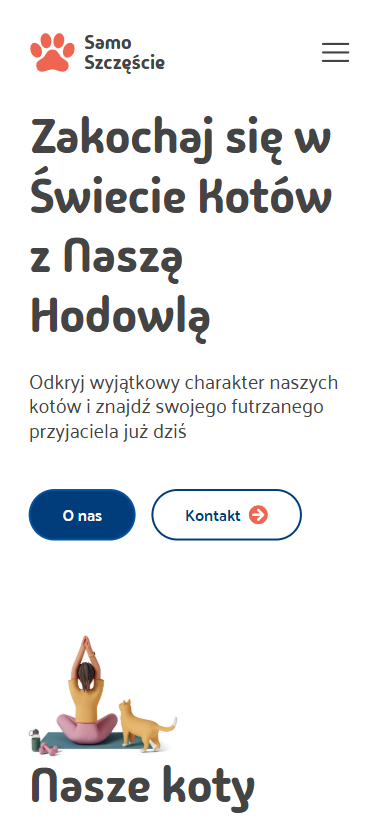 Samo
Szczęście
Zakochaj się w
Świecie Kotów
z Naszą
Hodowlą
Odkryj wyjątkowy charakter naszych
kotów i znajdź swojego futrzanego
przyjaciela już dziś
O nas
Kontakt
Nasze koty